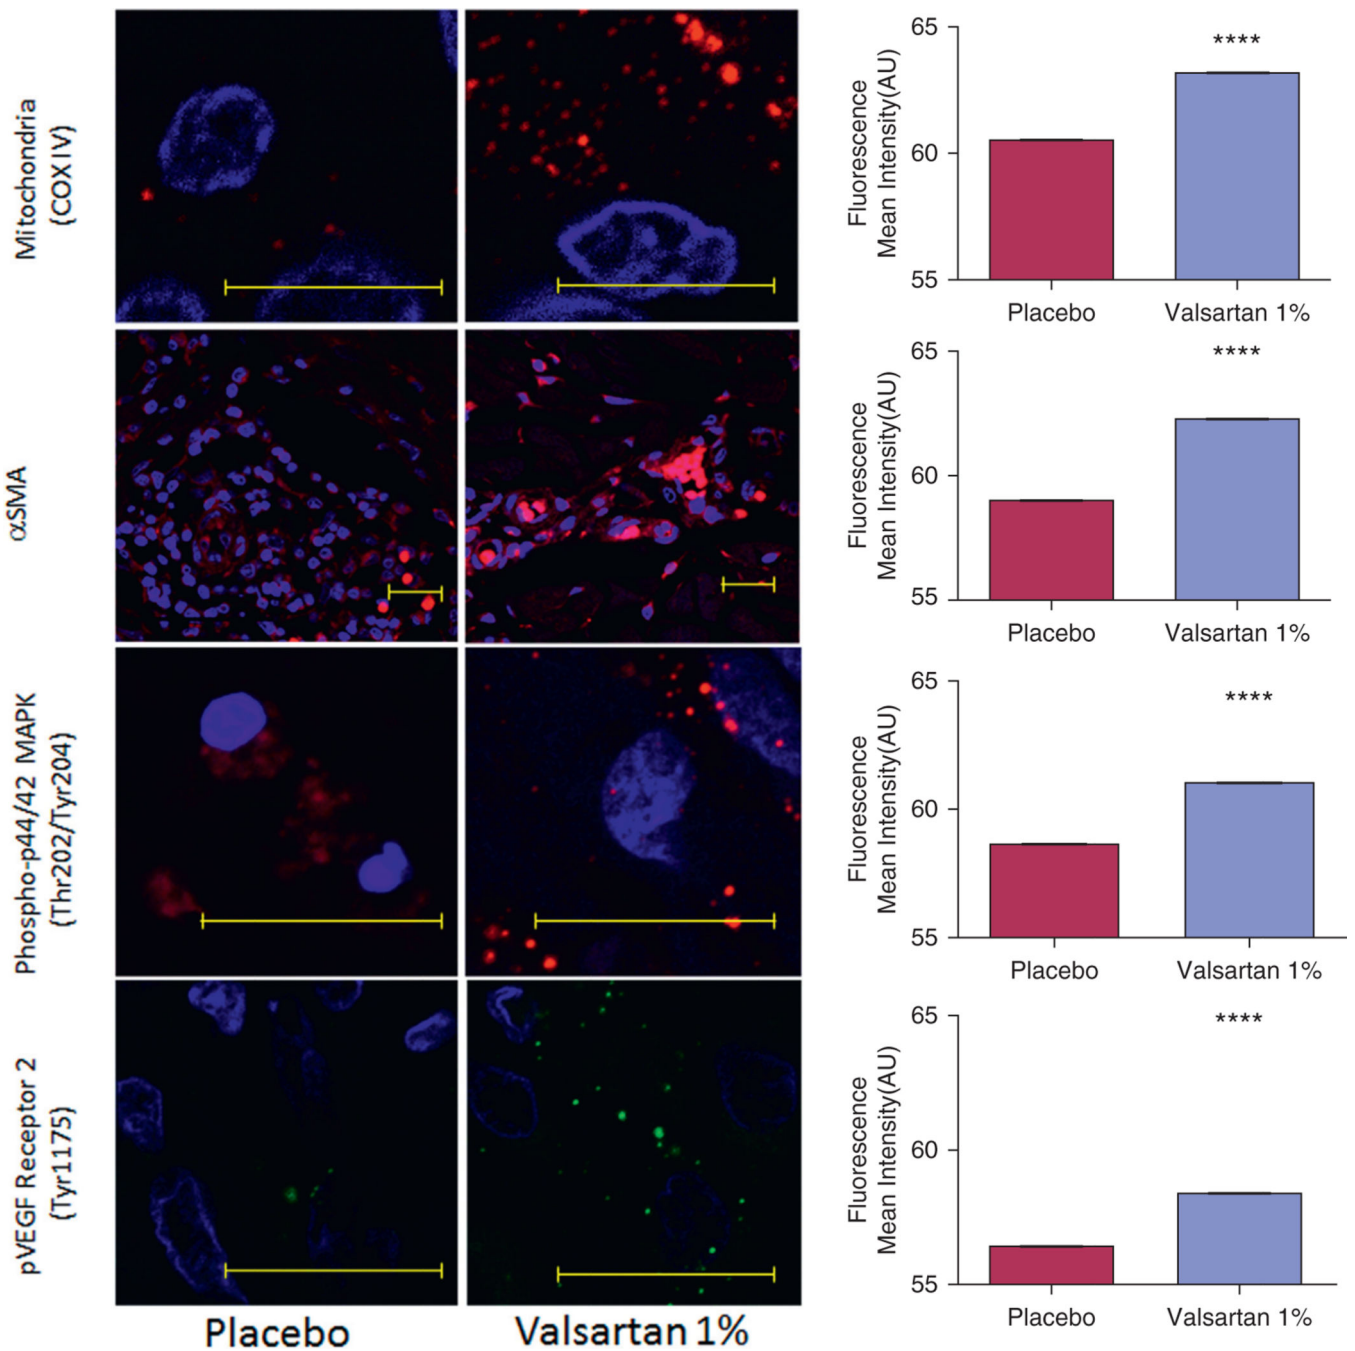 Mitochondria
(COX IV)
65
60
55
Fluorescence
Mean Intensity(AU)
****
Placebo
Valsartan 1%
αSMA
65
60
55
Fluorescence
Mean Intensity(AU)
****
Placebo
Valsartan 1%
Phospho-p44/42 MAPK
(Thr202/Tyr204)
65
60
55
Fluorescence
Mean Intensity(AU)
****
Placebo
Valsartan 1%
pVEGF Receptor 2
(Tyr1175)
65
60
55
Fluorescence
Mean Intensity(AU)
****
Placebo
Valsartan 1%
Placebo
Valsartan 1%